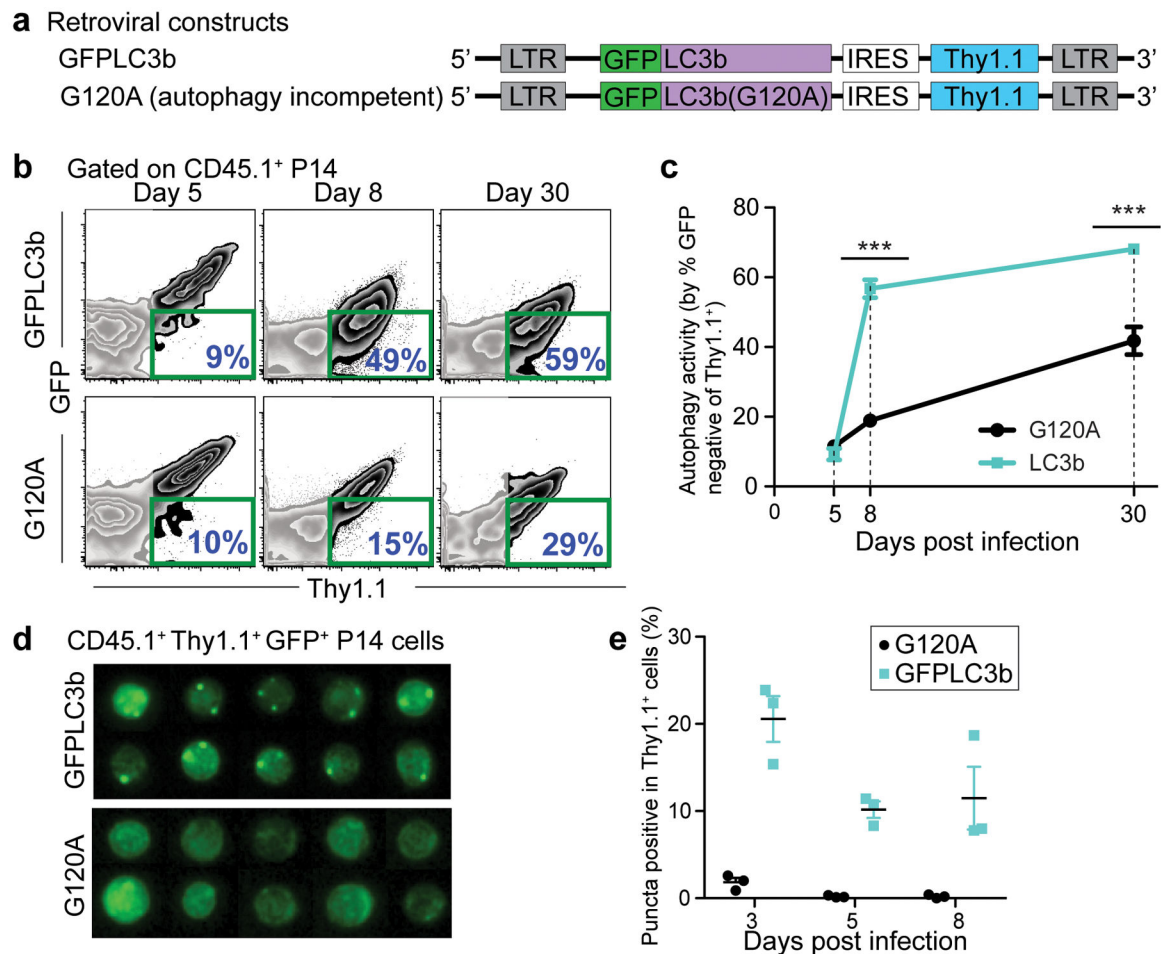 a Retroviral constructs
GFPLC3b 5’ LTR GFP LC3b IRES Thy1.1 LTR 3’
G120A (autophagy incompetent) 5’ LTR GFP LC3b(G120A) IRES Thy1.1 LTR 3’
b Gated on CD45.1⁺ P14
Day 5 Day 8 Day 30
GFPLC3b
9% 49% 59%
GFP
G120A
10% 15% 29%
Thy1.1
c
Autophagy activity (by % GFP
negative of Thy1.1⁺)
80
60
40
20
0
*** ***
G120A
LC3b
0 5 8 30
Days post infection
d CD45.1⁺ Thy1.1⁺ GFP⁺ P14 cells
GFPLC3b
G120A
e
Puncta positive in Thy1.1⁺ cells (%)
30
20
10
0
G120A
GFPLC3b
3 5 8
Days post infection